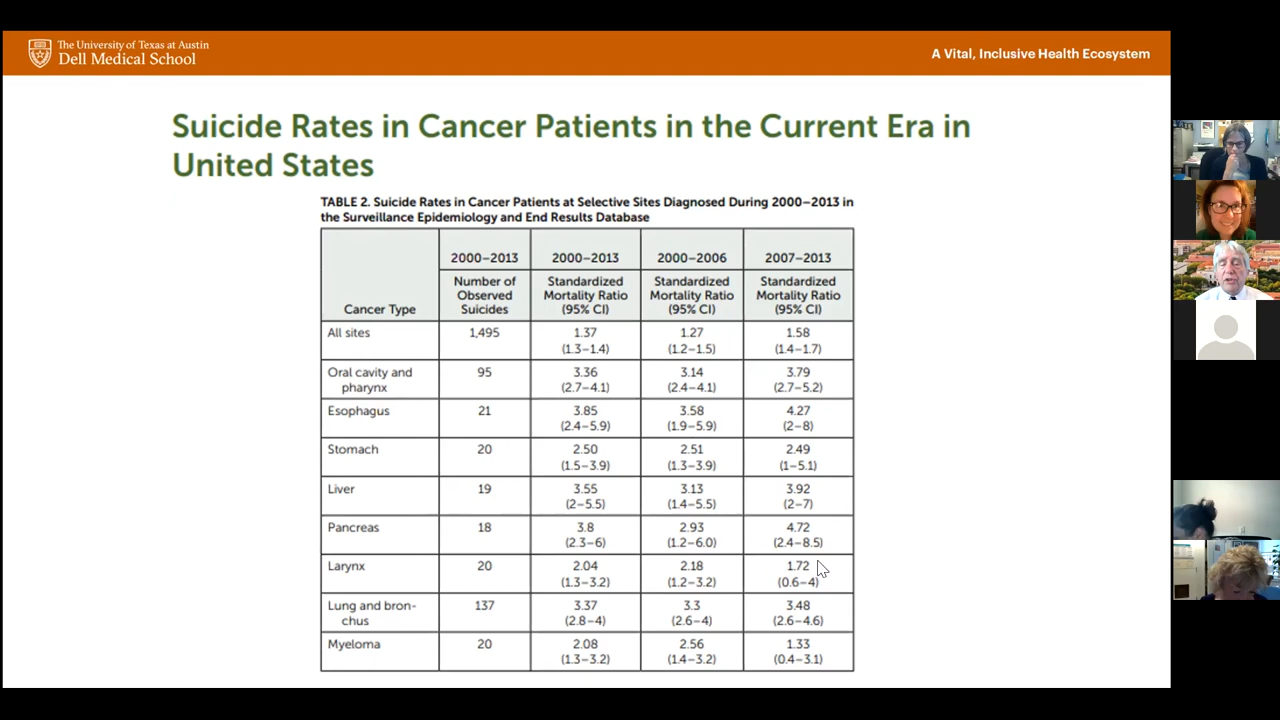 The University of Texas at Austin
Dell Medical School
A Vital, Inclusive Health Ecosystem
Suicide Rates in Cancer Patients in the Current Era in
United States
TABLE 2. Suicide Rates in Cancer Patients at Selective Sites Diagnosed During 2000–2013 in
the Surveillance Epidemiology and End Results Database
2000–2013 2000–2013 2000–2006 2007–2013
Cancer Type
Number of
Observed
Suicides
Standardized
Mortality Ratio
(95% CI)
Standardized
Mortality Ratio
(95% CI)
Standardized
Mortality Ratio
(95% CI)
All sites 1,495 1.37 1.27 1.58
(1.3–1.4) (1.2–1.5) (1.4–1.7)
Oral cavity and 95 3.36 3.14 3.79
pharynx (2.7–4.1) (2.4–4.1) (2.7–5.2)
Esophagus 21 3.85 3.58 4.27
(2.4–5.9) (1.9–5.9) (2–8)
Stomach 20 2.50 2.51 2.49
(1.5–3.9) (1.3–3.9) (1–5.1)
Liver 19 3.55 3.13 3.92
(2–5.5) (1.4–5.5) (2–7)
Pancreas 18 3.8 2.93 4.72
(2.3–6) (1.2–6.0) (2.4–8.5)
Larynx 20 2.04 2.18 1.72
(1.3–3.2) (1.2–3.2) (0.6–4)
Lung and bron- 137 3.37 3.3 3.48
chus (2.8–4) (2.6–4) (2.6–4.6)
Myeloma 20 2.08 2.56 1.33
(1.3–3.2) (1.4–3.2) (0.4–3.1)